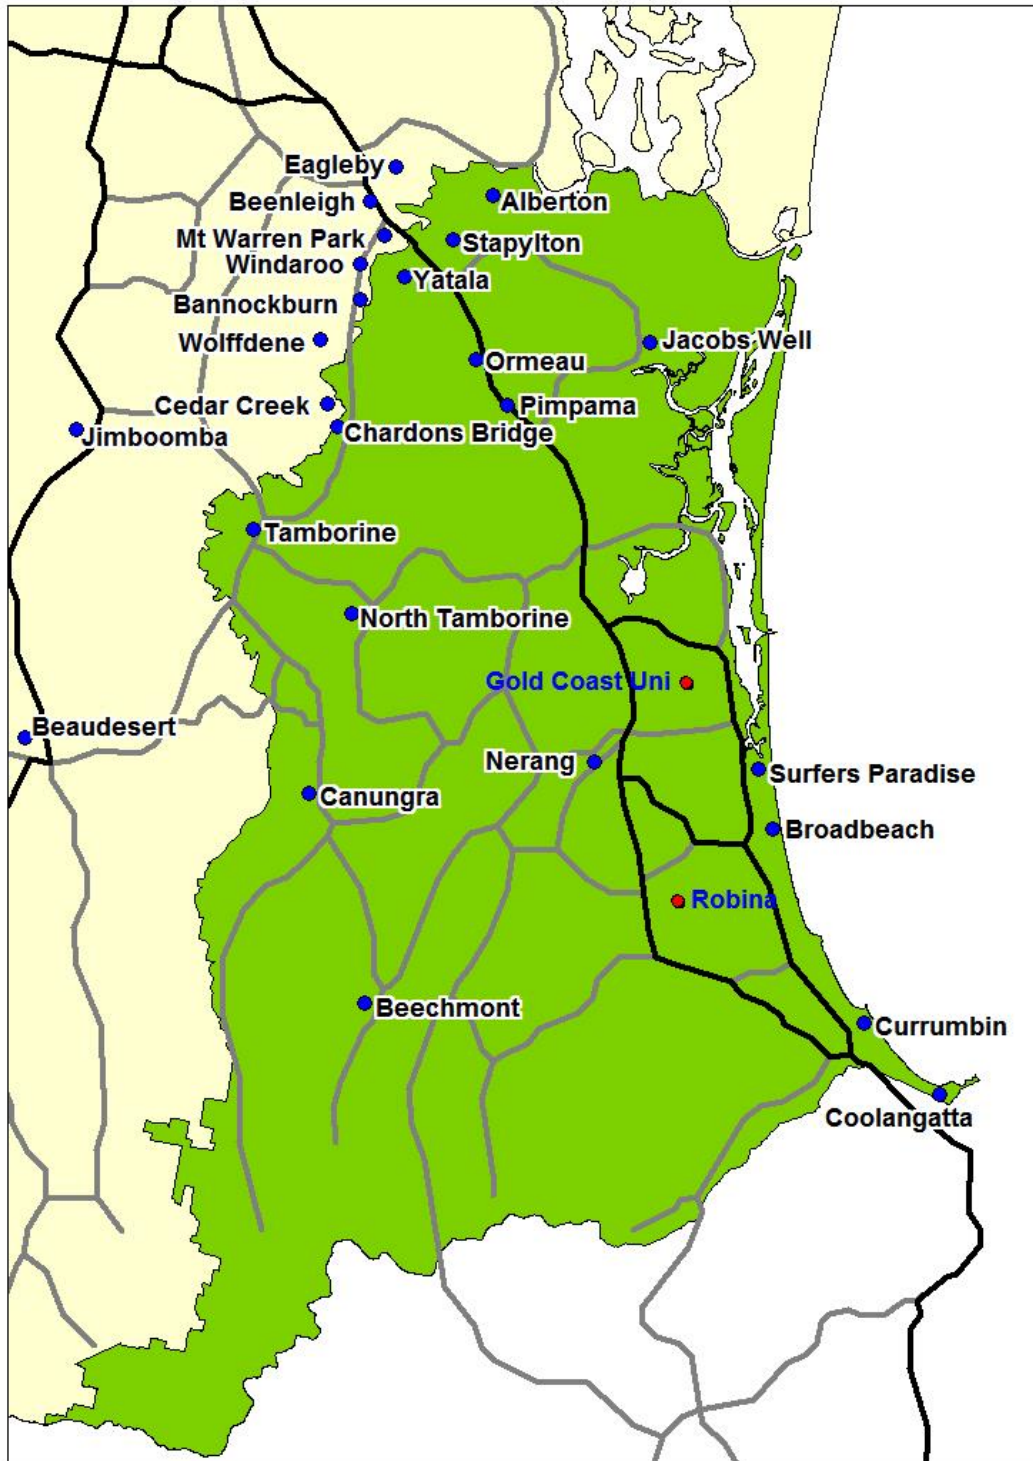 Eagleby
Beenleigh
Alberton
Mt Warren Park
Stapylton
Windaroo
Yatala
Bannockburn
Wolffdene
Jacobs Well
Ormeau
Cedar Creek
Pimpama
Jimboomba
Chardons Bridge
Tamborine
North Tamborine
Gold Coast Uni
Beaudesert
Nerang
Surfers Paradise
Canungra
Broadbeach
Robina
Beechmont
Currumbin
Coolangatta